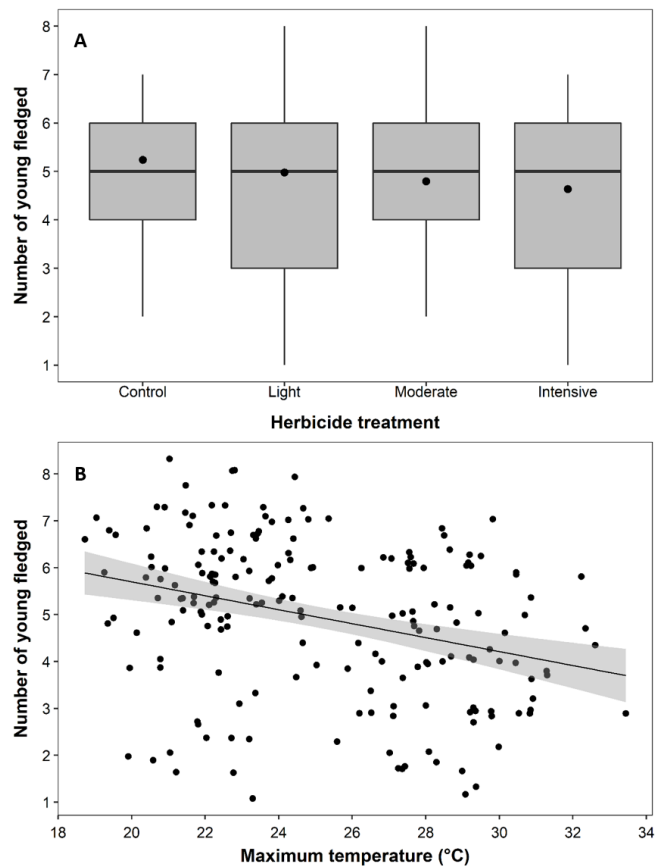 A
Number of young fledged
8
7
6
5
4
3
2
1
Control Light Moderate Intensive
Herbicide treatment
B
Number of young fledged
8
7
6
5
4
3
2
1
18 20 22 24 26 28 30 32 34
Maximum temperature (°C)